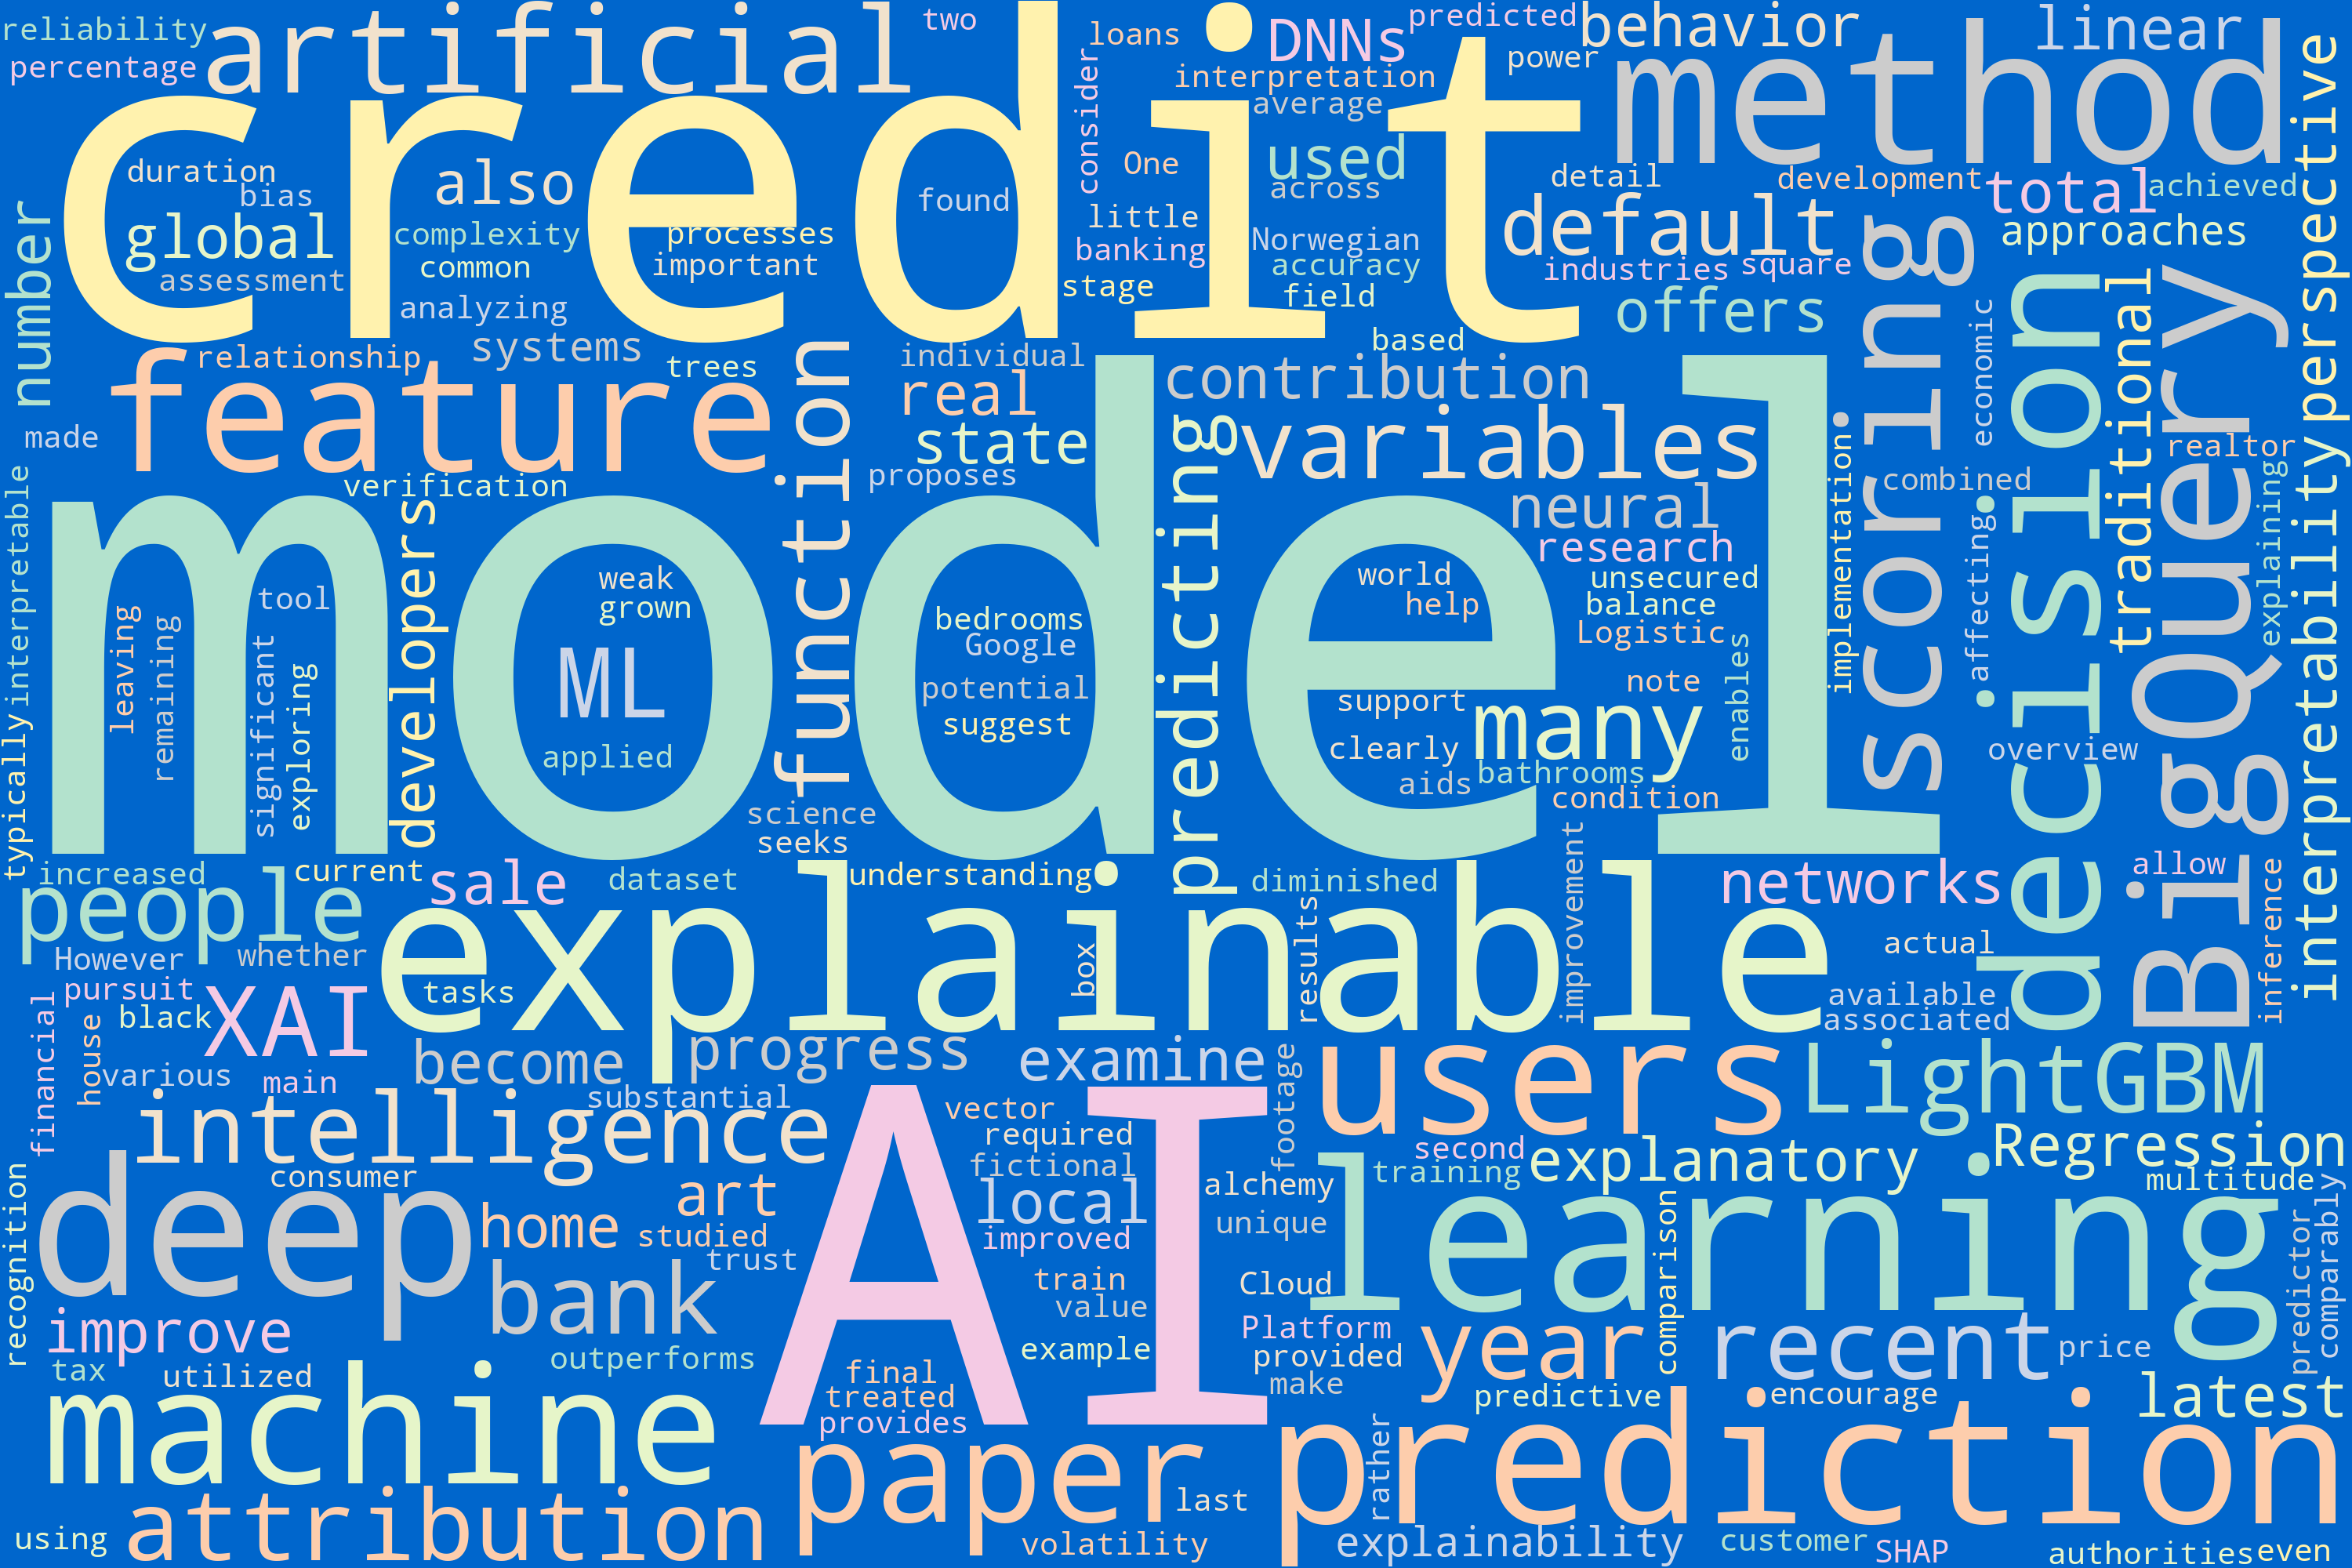 reliability
artificial
two
loans
DNNs
predicted
behavior
linear
percentage
credit
consider
interpretation
power
method
perspective
average
duration
bias
also
found
One
used
across
detail
development
total
achieved
number
global
complexity
processes
little
Norwegian
default
scoring
approaches
assessment
common
important
banking
accuracy
industries
square
analyzing
stage
field
offers
decision
traditional
BigQuery
economic
relationship
systems
trees
function
individual
based
feature
real
contribution
made
state
predicting
variables
implementation
realtor
interpretability
verification
proposes
combined
explaining
interpretable
developers
model
neural
research
affecting
weak
grown
world
help
unsecured
balance
tool
bedrooms
Logistic
leaving
remaining
significant
exploring
ML
Google
potential
note
enables
suggest
support
many
applied
clearly
overview
typically
science
aids
bathrooms
condition
seeks
increased
current
sale
dataset
understanding
diminished
improvement
networks
allow
inference
people
explainable
results
However
whether
box
actual
pursuit
XAI
tasks
available
black
associated
financial
house
various
main
become
progress
examine
users
LightGBM
intelligence
substantial
vector
footage
required
second
explanatory
Regression
consumer
fictional
training
deep
art
AI
local
alchemy
learning
multitude
recognition
home
studied
unique
comparison
predictor
comparably
trust
improved
train
Cloud
bank
value
improve
Platform
year
recent
price
tax
utilized
outperforms
example
provided
final
make
machine
treated
predictive
encourage
latest
provides
paper
rather
prediction
attribution
last
using
volatility
explainability
customer
SHAP
authorities
even